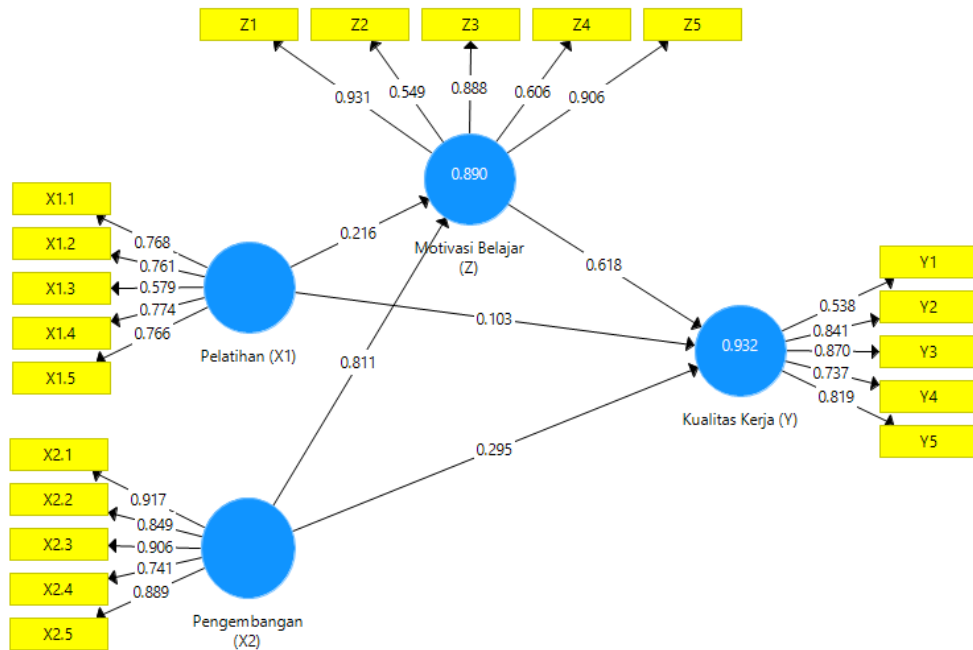 Z1
Z2
Z3
Z4
Z5
0.931
0.549
0.888
0.606
0.906
0.890
Motivasi Belajar
(Z)
X1.1
X1.2
X1.3
X1.4
X1.5
0.768
0.761
0.579
0.774
0.766
Pelatihan (X1)
0.216
0.811
0.103
0.618
0.295
0.932
Kualitas Kerja (Y)
Y1
Y2
Y3
Y4
Y5
0.538
0.841
0.870
0.737
0.819
X2.1
X2.2
X2.3
X2.4
X2.5
0.917
0.849
0.906
0.741
0.889
Pengembangan
(X2)